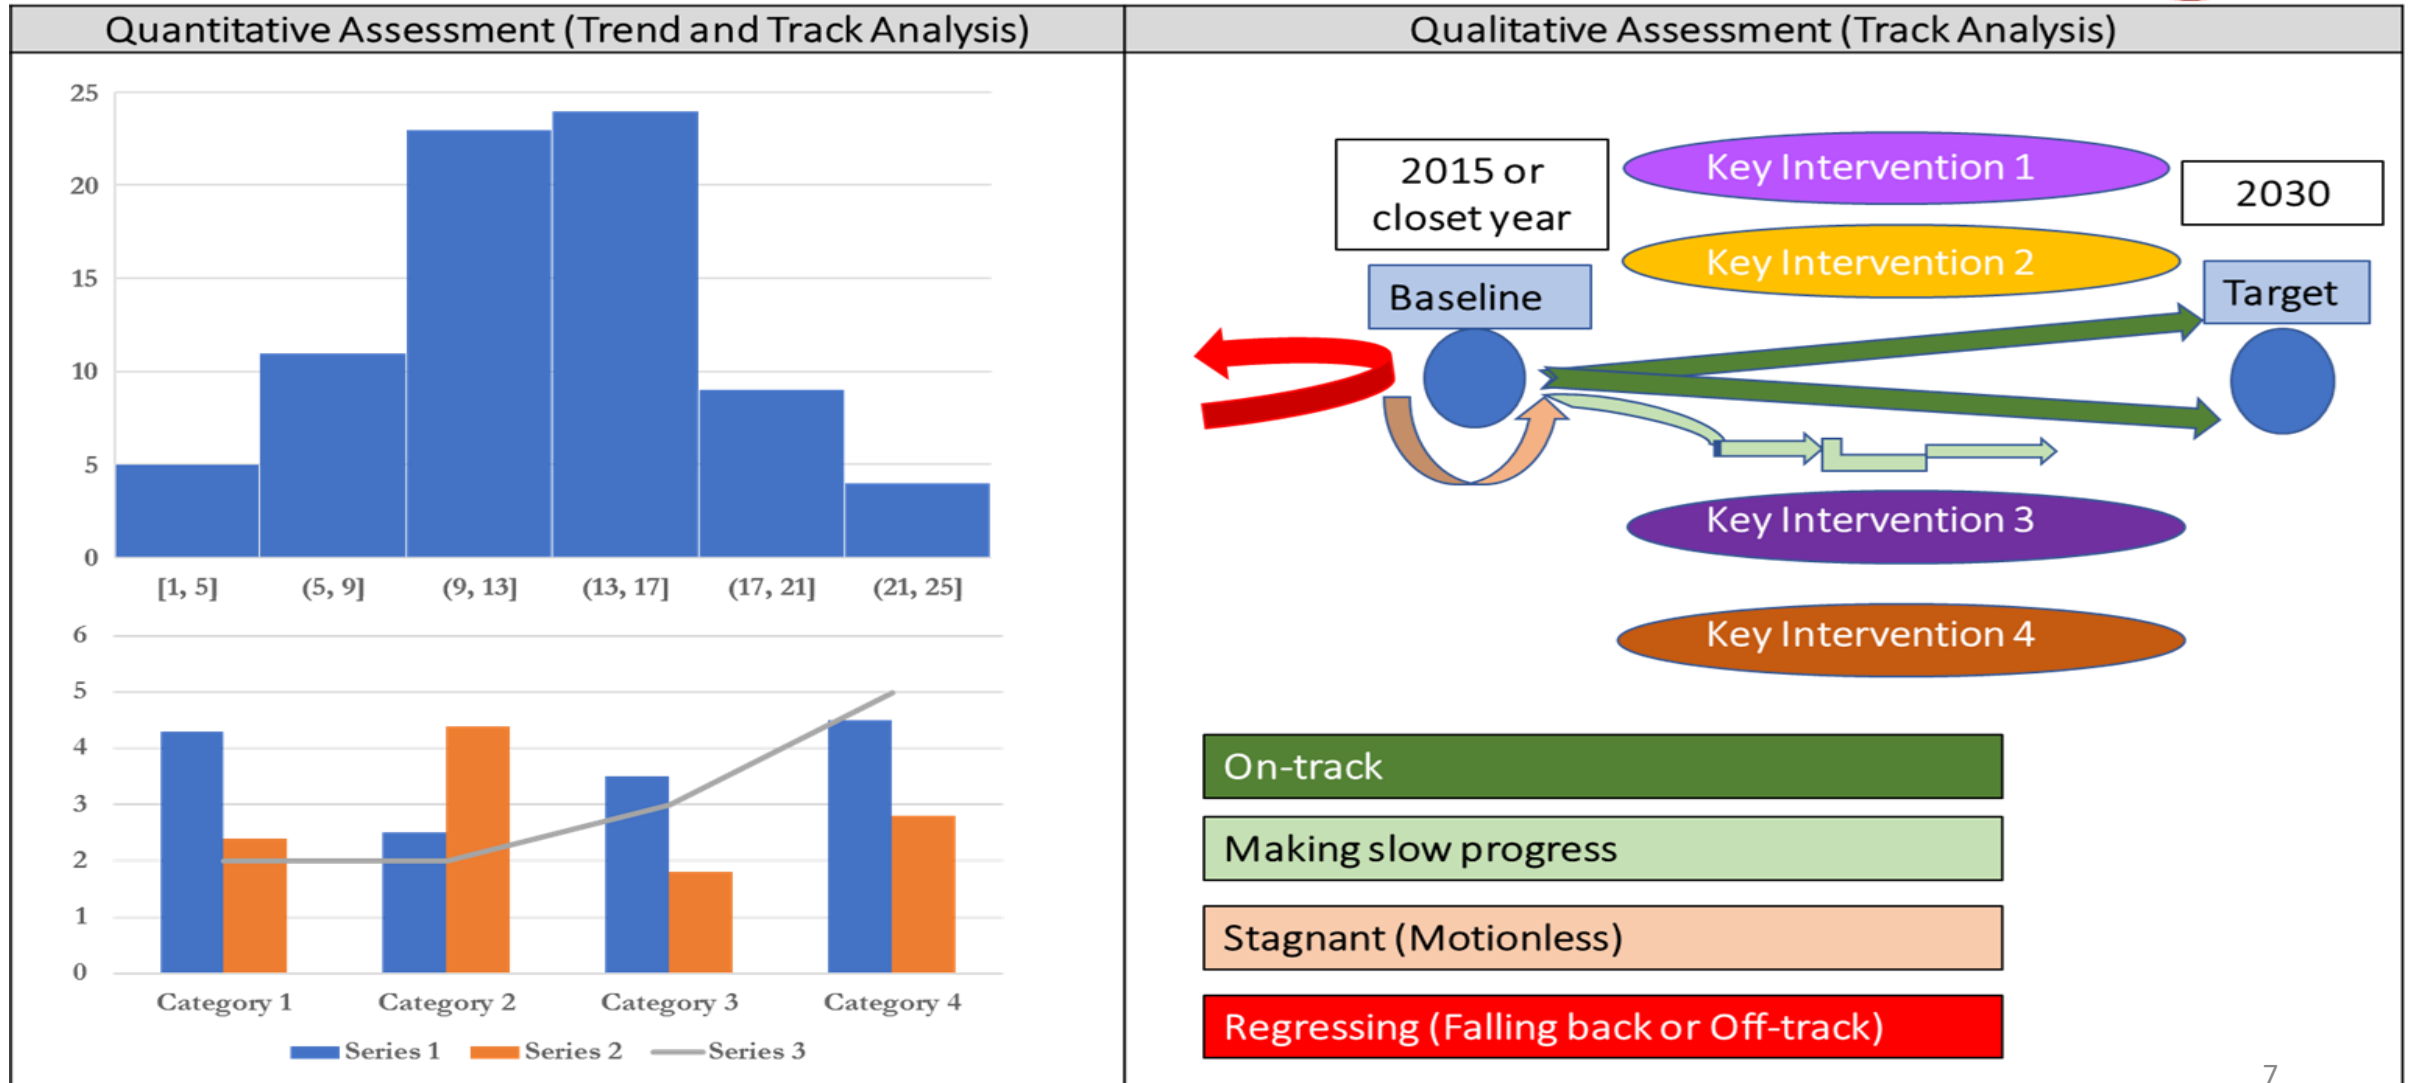 Quantitative Assessment (Trend and Track Analysis)
25
20
15
10
5
0
[1, 5] (5, 9] (9, 13] (13, 17] (17, 21] (21, 25]
6
5
4
3
2
1
0
Category 1 Category 2 Category 3 Category 4
Series 1 Series 2 Series 3
Qualitative Assessment (Track Analysis)
2015 or
closet year
Baseline
Key Intervention 1
Key Intervention 2
2030
Target
Key Intervention 3
Key Intervention 4
On-track
Making slow progress
Stagnant (Motionless)
Regressing (Falling back or Off-track)
7